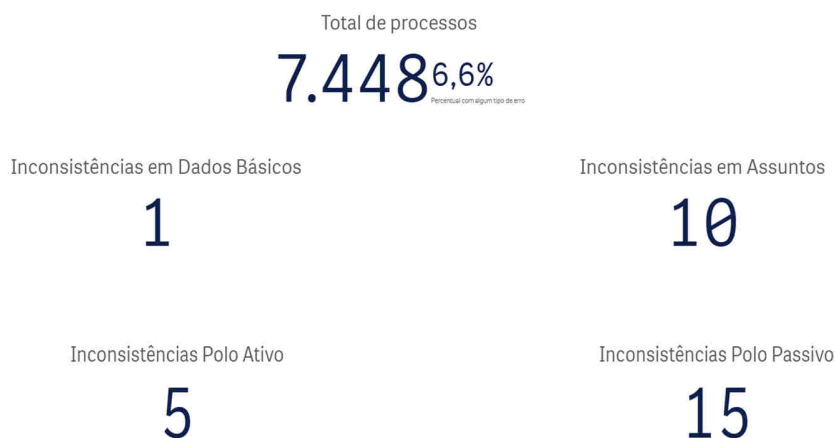 Total de processos
7.448 6,6%
Percentual com algum tipo de erro
Inconsistências em Dados Básicos
Inconsistências em Assuntos
1
10
Inconsistências Polo Ativo
Inconsistências Polo Passivo
5
15